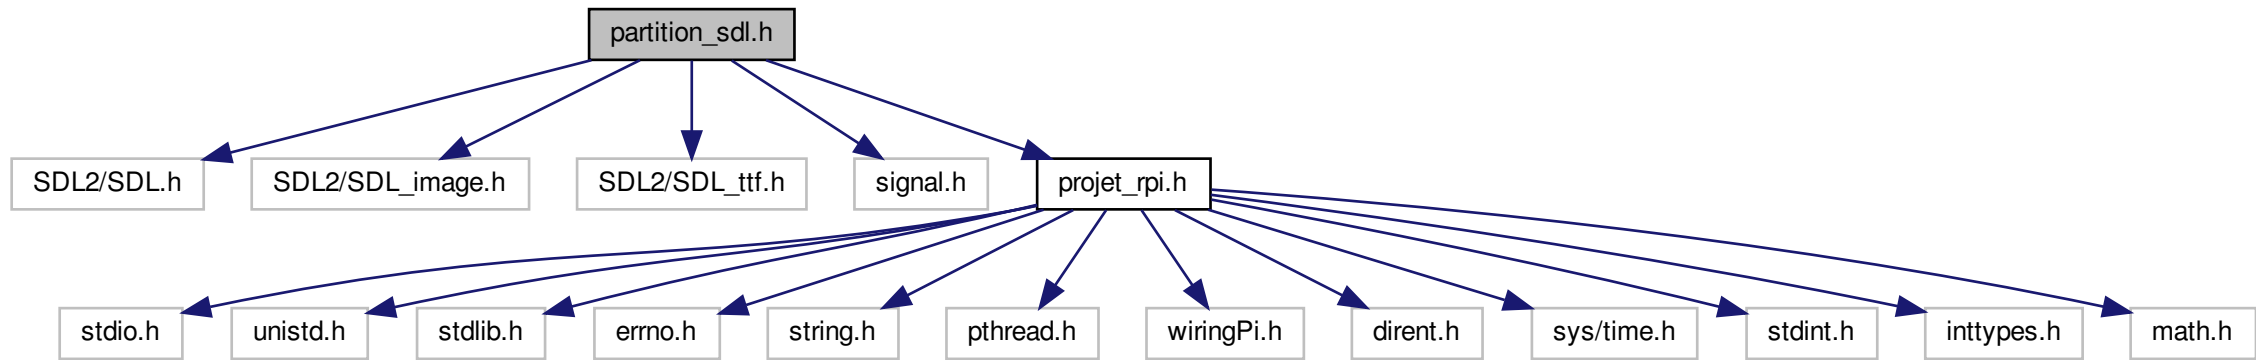 partition_sdl.h
SDL2/SDL.h
SDL2/SDL_image.h
SDL2/SDL_ttf.h
signal.h
projet_rpi.h
stdio.h
unistd.h
stdlib.h
errno.h
string.h
pthread.h
wiringPi.h
dirent.h
sys/time.h
stdint.h
inttypes.h
math.h